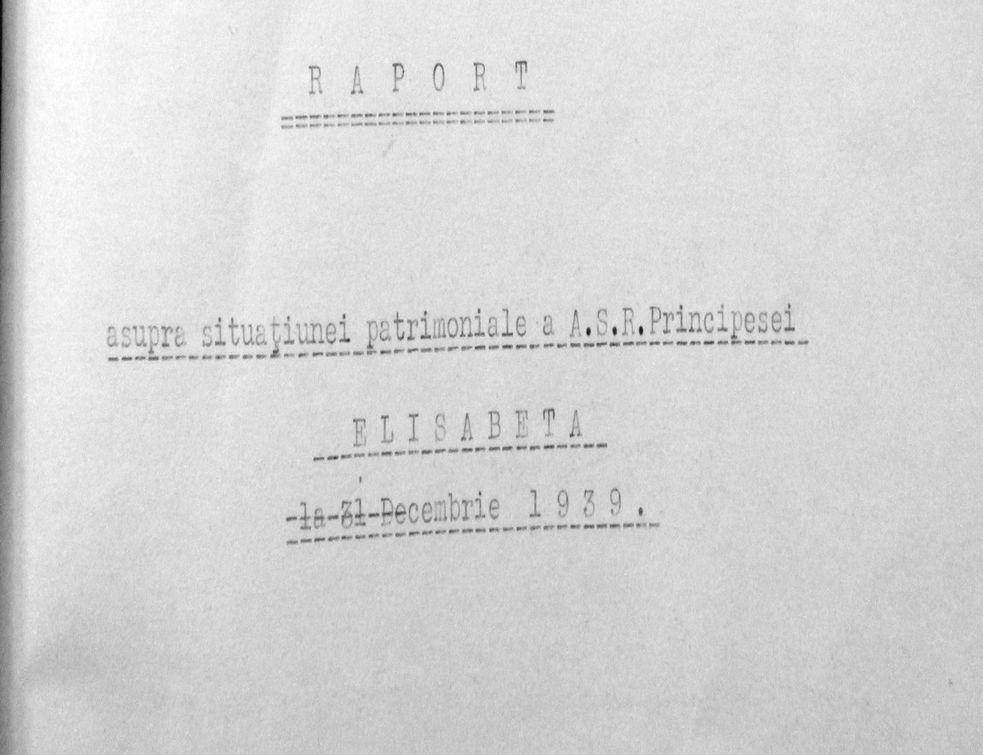 R A P O R T
asupra situaţiunei patrimoniale a A.S.R.Principesei
E L I S A B E T A
-la-31-Decembrie 1 9 3 9 .